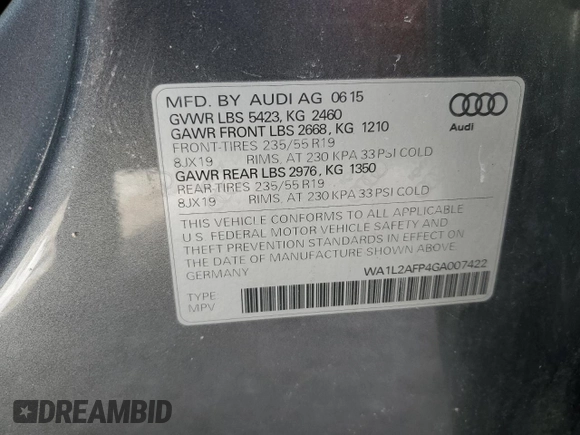 MFD. BY AUDI AG 06 15
GVWR LBS 5423, KG 2460
GAWR FRONT LBS 2668, KG 1210
FRONT-TIRES 235/55 R19
8JX19 RIMS, AT 230 KPA 33 PSI COLD
GAWR REAR LBS 2976, KG 1350
REAR-TIRES 235/55 R19
8JX19 RIMS, AT 230 KPA 33 PSI COLD
Audi
THIS VEHICLE CONFORMS TO ALL APPLICABLE
U.S. FEDERAL MOTOR VEHICLE SAFETY AND
THEFT PREVENTION STANDARDS IN EFFECT ON
THE DATE OF MANUFACTURE SHOWN ABOVE.
GERMANY WA1L2AFP4GA007422
TYPE
MPV
DREAMBID